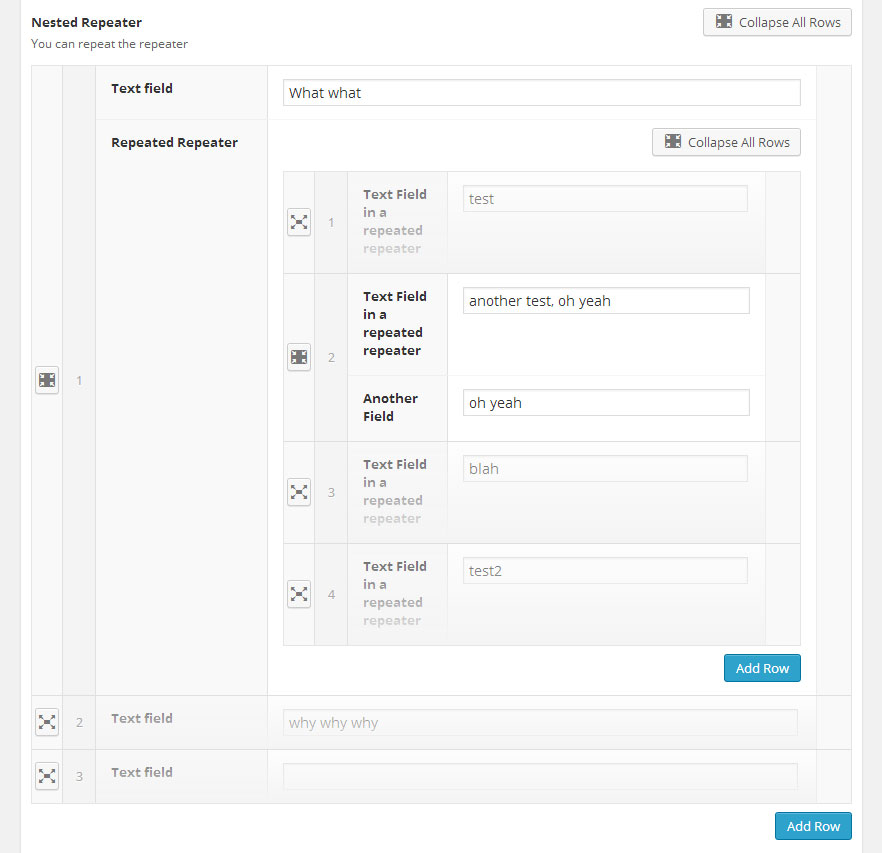 Nested Repeater
Collapse All Rows
You can repeat the repeater
1
Text field
What what
Repeated Repeater
Collapse All Rows
1
Text Field
in a
repeated
repeater
test
2
Text Field
in a
repeated
repeater
another test, oh yeah
Another
Field
oh yeah
3
Text Field
in a
repeated
repeater
blah
4
Text Field
in a
repeated
repeater
test2
Add Row
2
Text field
why why why
3
Text field
Add Row